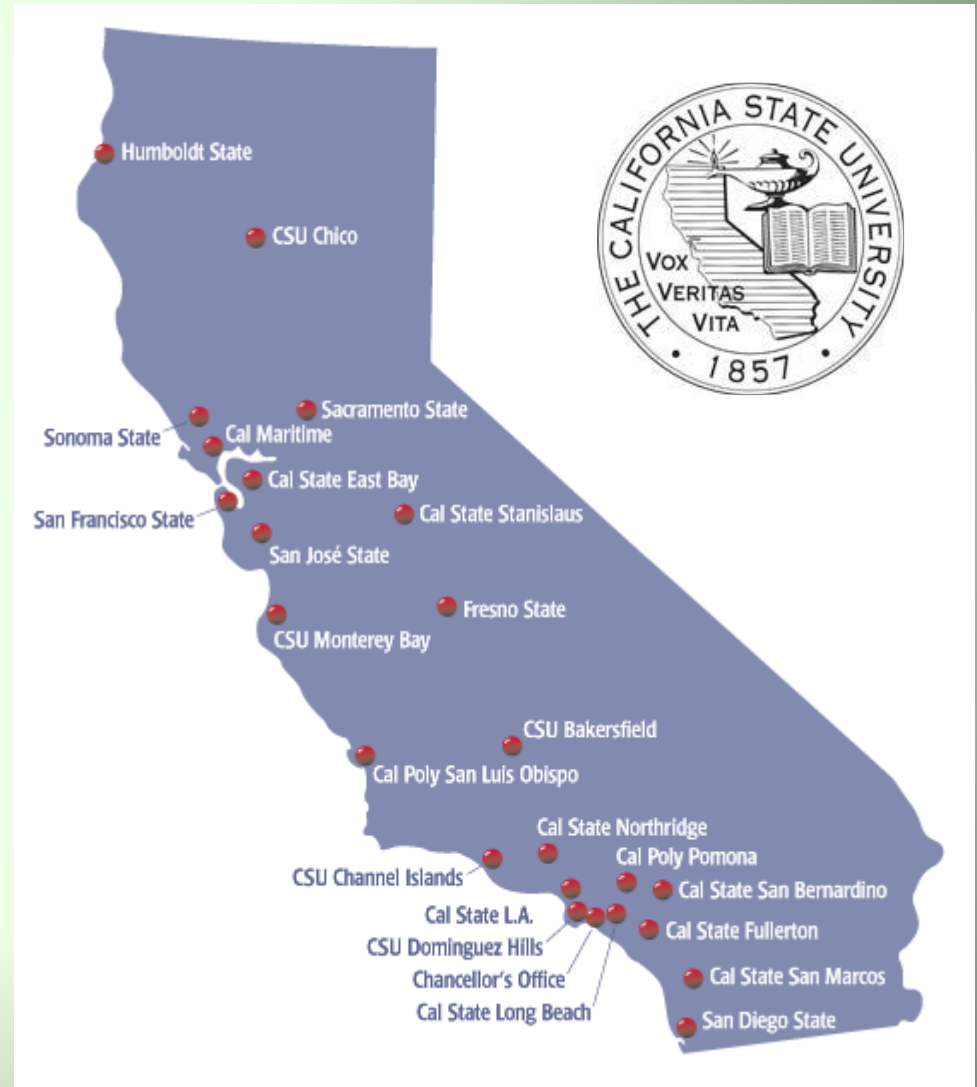 THE CALIFORNIA STATE UNIVERSITY
VOX
VERITAS
VITA
• 1857 •
Humboldt State
CSU Chico
Sacramento State
Sonoma State
Cal Maritime
Cal State East Bay
San Francisco State
Cal State Stanislaus
San José State
Fresno State
CSU Monterey Bay
CSU Bakersfield
Cal Poly San Luis Obispo
Cal State Northridge
Cal Poly Pomona
CSU Channel Islands
Cal State San Bernardino
Cal State L.A.
Cal State Fullerton
CSU Dominguez Hills
Chancellor's Office
Cal State San Marcos
Cal State Long Beach
San Diego State